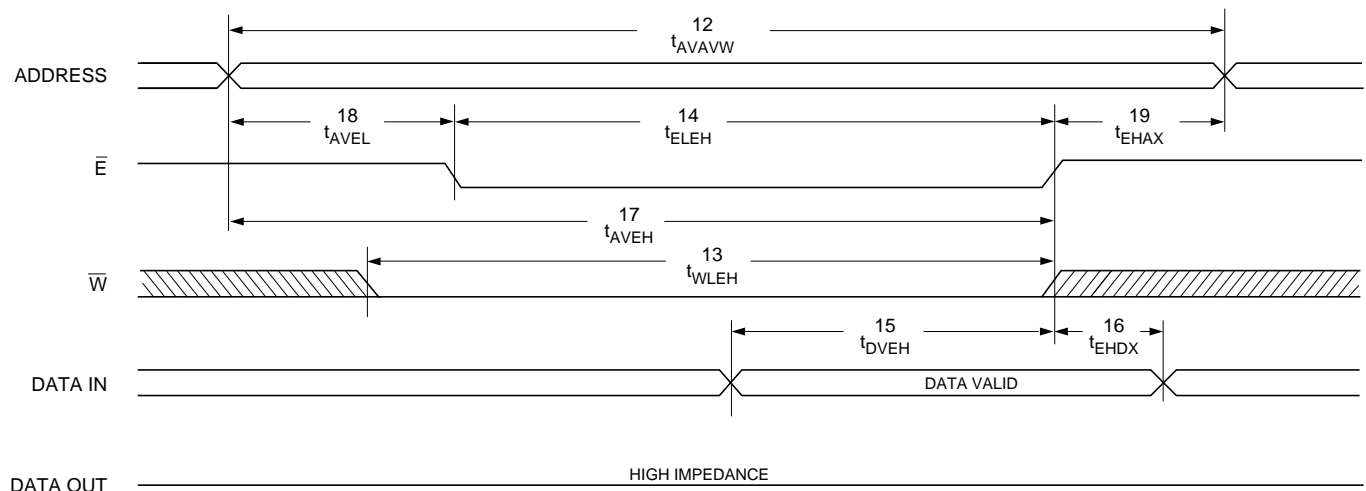 12
tAVAVW
ADDRESS
18
tAVEL
14
tELEH
19
tEHAX
E̅
17
tAVEH
13
tWLEH
W̅
15
tDVEH
16
tEHDX
DATA IN
DATA VALID
HIGH IMPEDANCE
DATA OUT